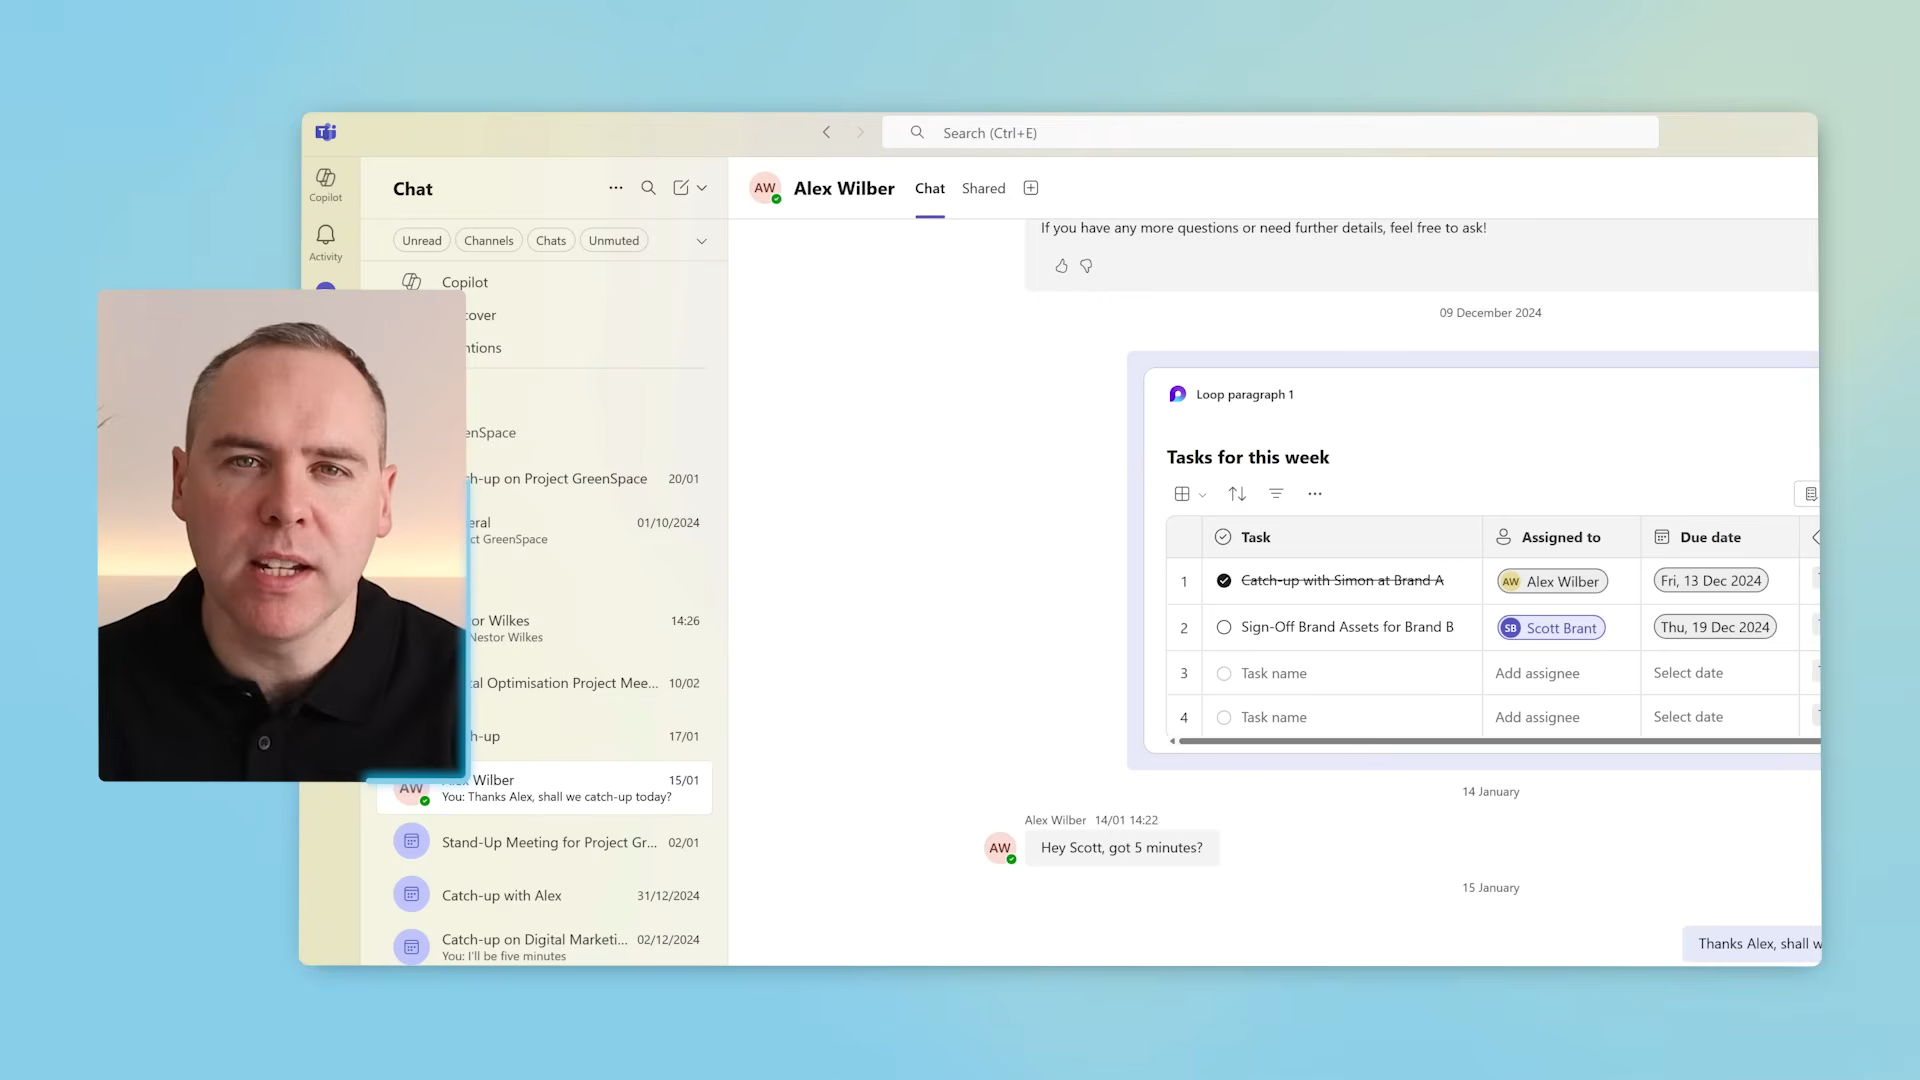 Search (Ctrl+E)
Copilot
Activity
Chat
Unread
Channels
Chats
Unmuted
Copilot
cover
ntions
enSpace
h-up on Project GreenSpace 20/01
eral 01/10/2024
ct GreenSpace
or Wilkes 14:26
Nestor Wilkes
al Optimisation Project Mee... 10/02
h-up 17/01
AW
Wilber 15/01
You: Thanks Alex, shall we catch-up today?
Stand-Up Meeting for Project Gr... 02/01
Catch-up with Alex 31/12/2024
Catch-up on Digital Marketi... 02/12/2024
You: I'll be five minutes
AW Alex Wilber Chat Shared
If you have any more questions or need further details, feel free to ask!
09 December 2024
Loop paragraph 1
Tasks for this week
Task Assigned to Due date
1 Catch-up with Simon at Brand A AW Alex Wilber Fri, 13 Dec 2024
2 Sign-Off Brand Assets for Brand B SB Scott Brant Thu, 19 Dec 2024
3 Task name Add assignee Select date
4 Task name Add assignee Select date
14 January
Alex Wilber 14/01 14:22
AW Hey Scott, got 5 minutes?
15 January
Thanks Alex, shall w